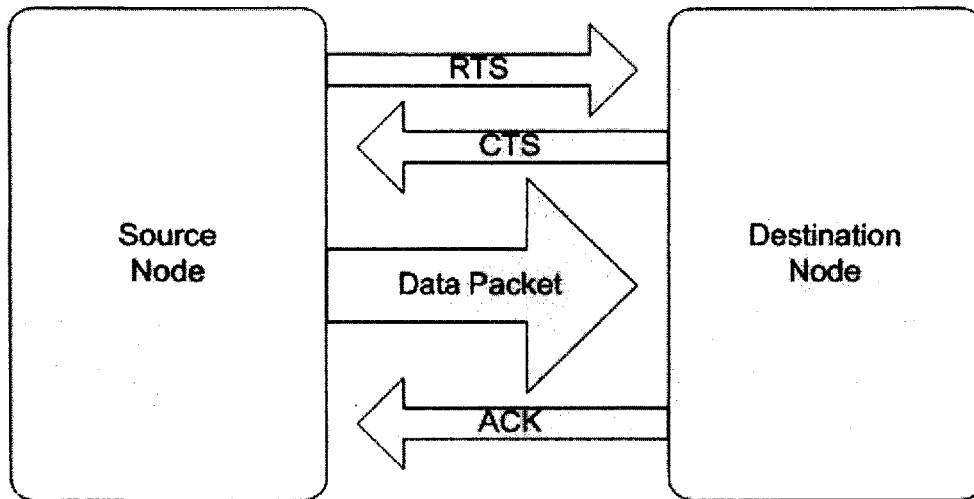 RTS
CTS
Source
Node
Data Packet
Destination
Node
ACK